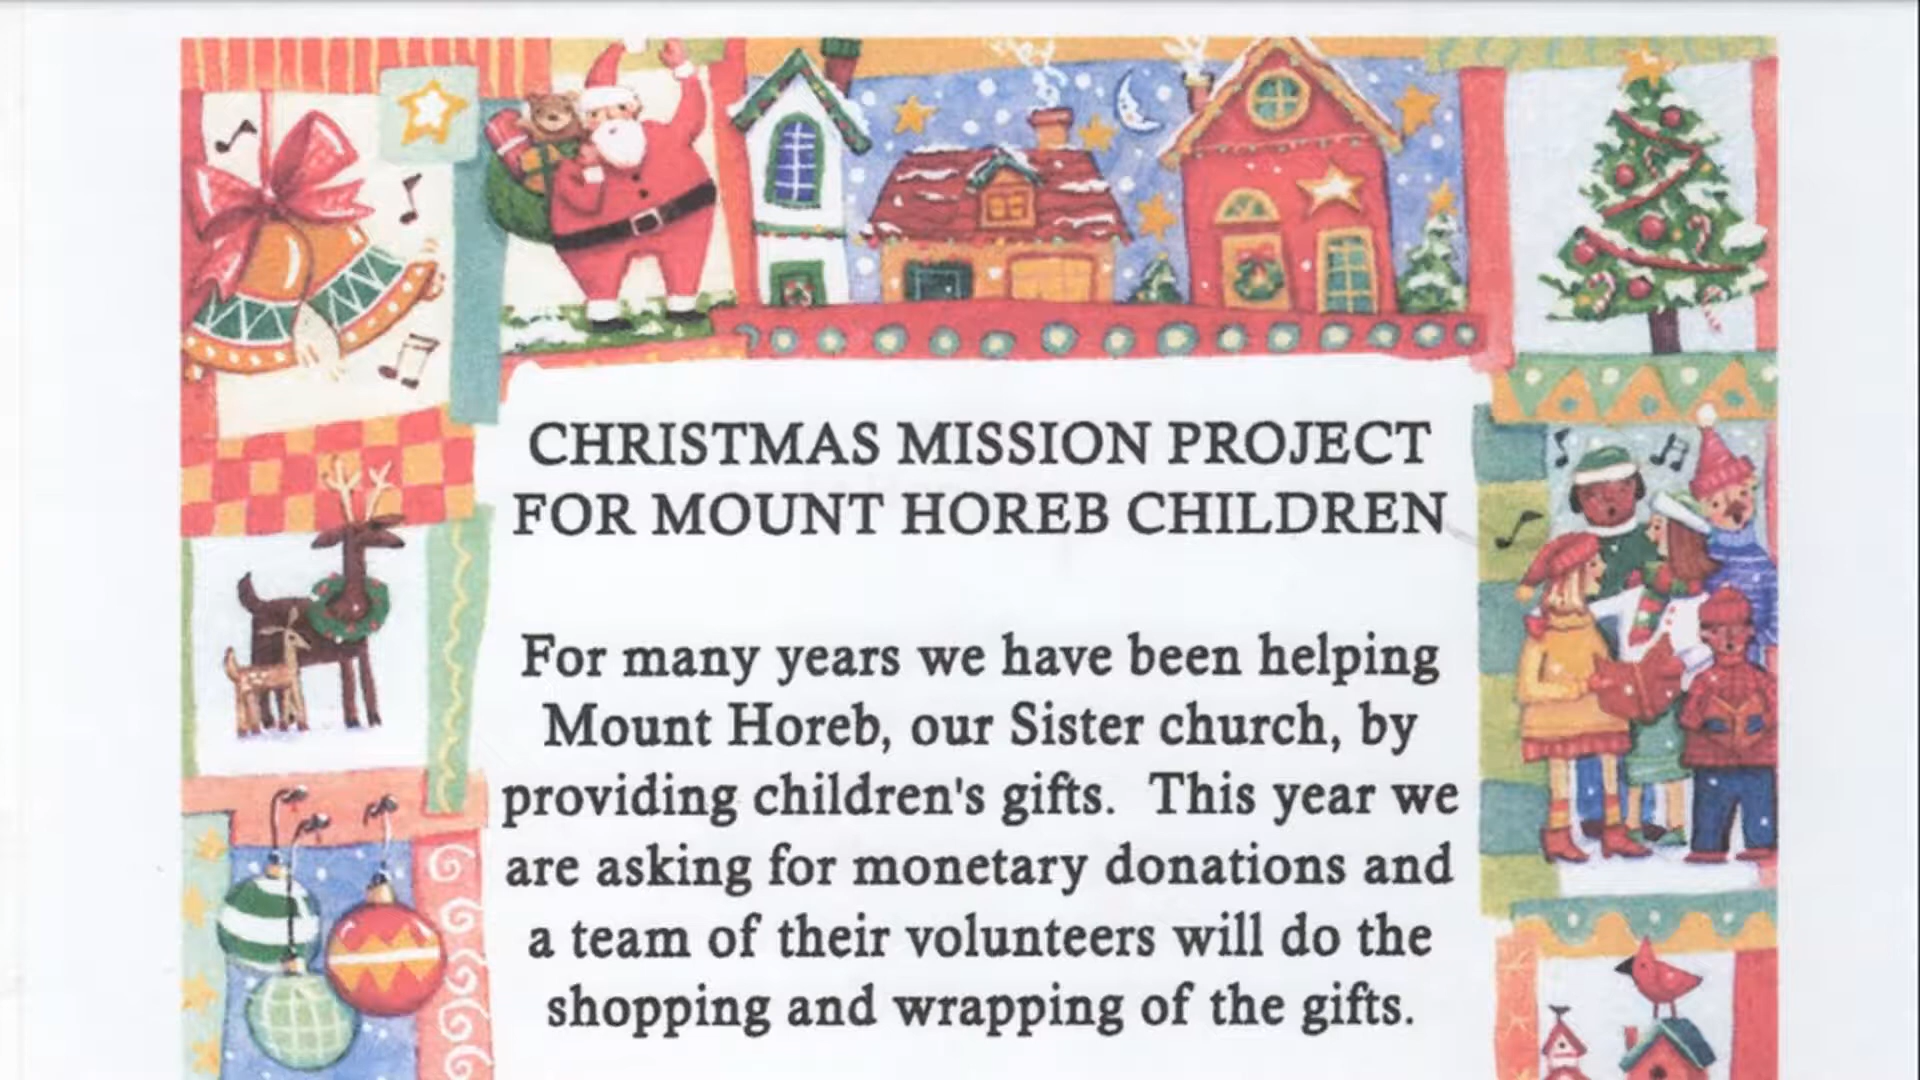 CHRISTMAS MISSION PROJECT
FOR MOUNT HOREB CHILDREN
For many years we have been helping
Mount Horeb, our Sister church, by
providing children's gifts.  This year we
are asking for monetary donations and
a team of their volunteers will do the
shopping and wrapping of the gifts.